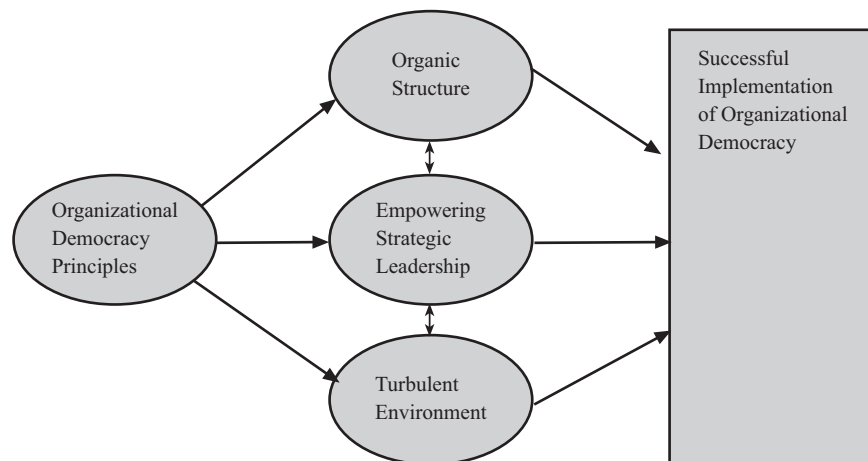 Organic
Structure
Successful
Implementation
of Organizational
Democracy
Organizational
Democracy
Principles
Empowering
Strategic
Leadership
Turbulent
Environment